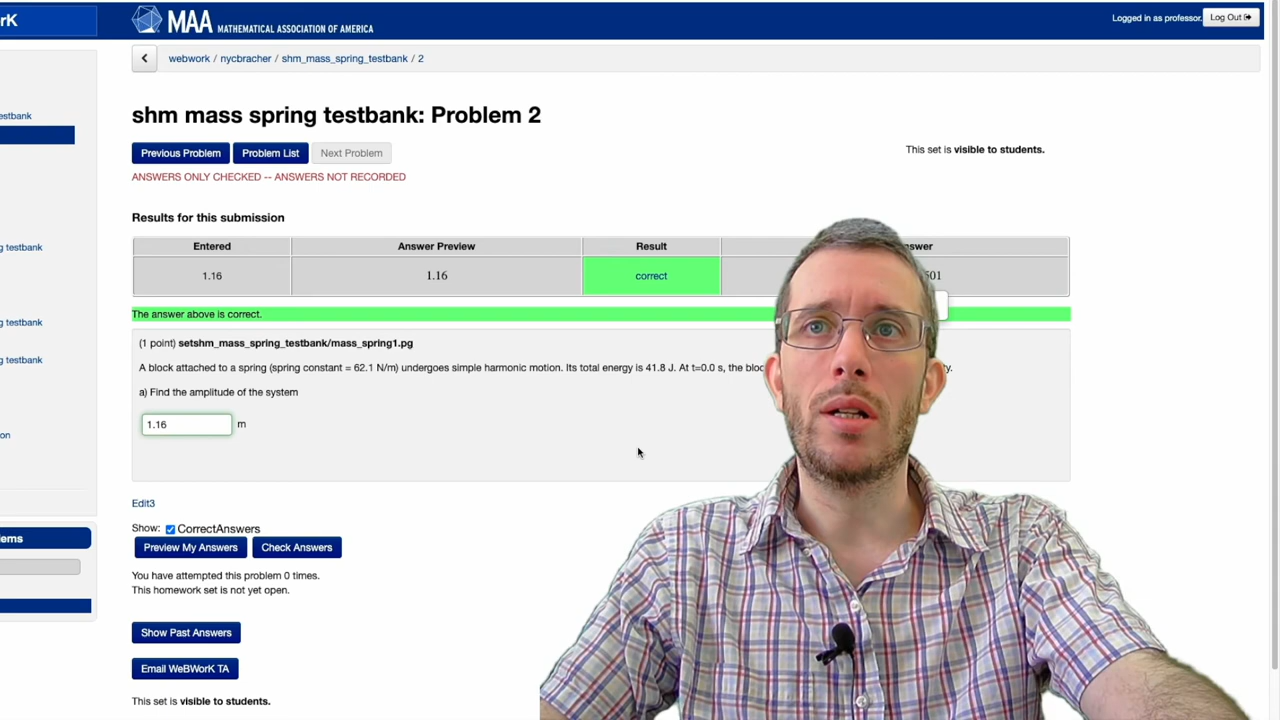 rK
MAA MATHEMATICAL ASSOCIATION OF AMERICA
Logged in as professor.
Log Out
webwork / nycbracher / shm_mass_spring_testbank / 2
estbank
shm mass spring testbank: Problem 2
Previous Problem Problem List Next Problem
This set is visible to students.
ANSWERS ONLY CHECKED -- ANSWERS NOT RECORDED
Results for this submission
Entered Answer Preview Result swer
1.16 1.16 correct 501
g testbank
The answer above is correct.
g testbank
(1 point) setshm_mass_spring_testbank/mass_spring1.pg
g testbank
A block attached to a spring (spring constant = 62.1 N/m) undergoes simple harmonic motion. Its total energy is 41.8 J. At t=0.0 s, the bloc y.
a) Find the amplitude of the system
1.16 m
on
Edit3
Show: CorrectAnswers
ems
Preview My Answers Check Answers
You have attempted this problem 0 times.
This homework set is not yet open.
Show Past Answers
Email WeBWorK TA
This set is visible to students.